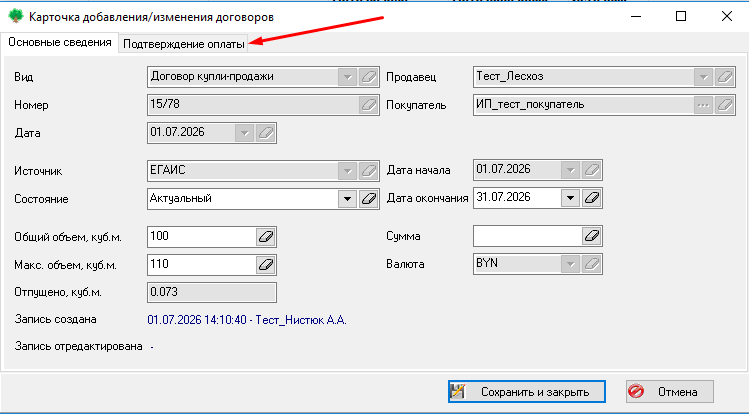 Карточка добавления/изменения договоров
Основные сведения Подтверждение оплаты
Вид Договор купли-продажи Продавец Тест_Лесхоз
Номер 15/78 Покупатель ИП_тест_покупатель
Дата 01.07.2026
Источник ЕГАИС Дата начала 01.07.2026
Состояние Актуальный Дата окончания 31.07.2026
Общий объем, куб.м. 100 Сумма
Макс. объем, куб.м. 110 Валюта BYN
Отпущено, куб.м. 0.073
Запись создана 01.07.2026 14:10:40 - Тест_Нистюк А.А.
Запись отредактирована -
Сохранить и закрыть Отмена